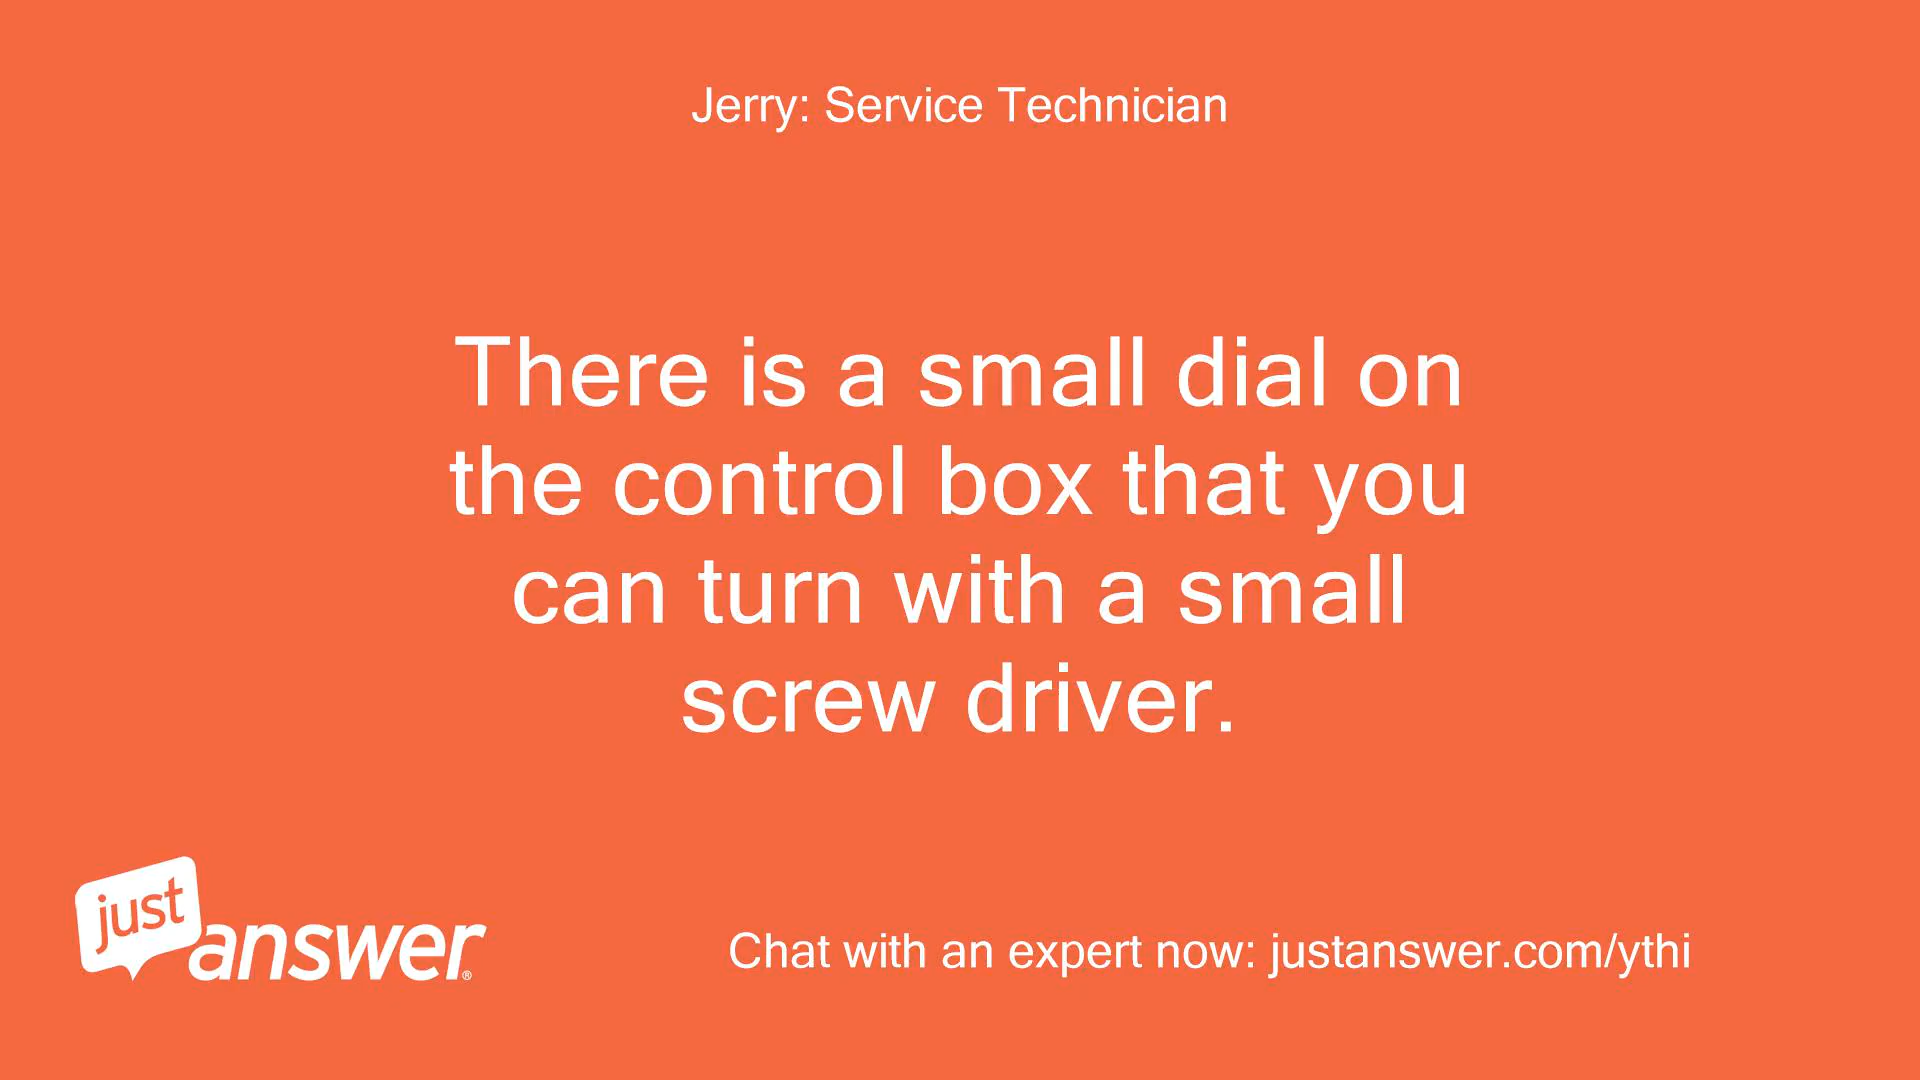 Jerry: Service Technician
There is a small dial on
the control box that you
can turn with a small
screw driver.
just
answer®
Chat with an expert now: justanswer.com/ythi